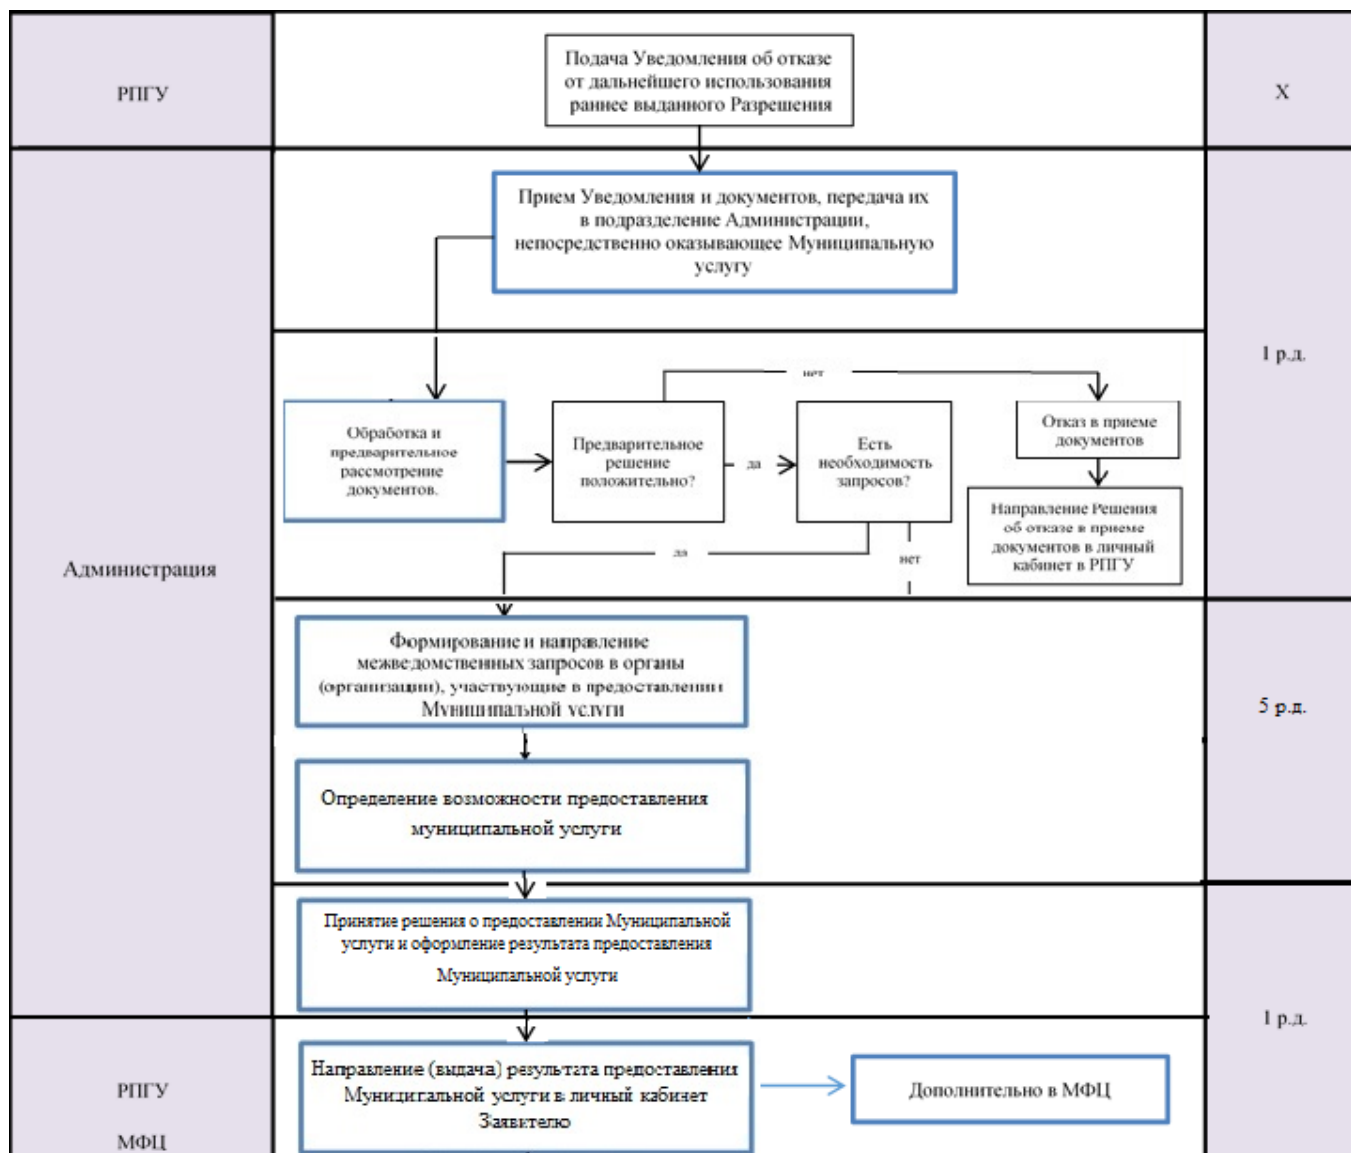 РПГУ
Подача Уведомления об отказе
от дальнейшего использования
раннее выданного Разрешения
X
Прием Уведомления и документов, передача их
в подразделение Администрации,
непосредственно оказывающее Муниципальную
услугу
1 р.д.
нет
Обработка и
предварительное
рассмотрение
документов.
Предварительное
решение
положительно?
да
Есть
необходимость
запросов?
Отказ в приеме
документов
Направление Решения
об отказе в приеме
документов в личный
кабинет в РПГУ
да
нет
Администрация
Формирование и направление
межведомственных запросов в органы
(организации), участвующие в предоставлении
Муниципальной услуги
5 р.д.
Определение возможности предоставления
муниципальной услуги
Принятие решения о предоставлении Муниципальной
услуги и оформление результата предоставления
Муниципальной услуги
1 р.д.
РПГУ
МФЦ
Направление (выдача) результата предоставления
Муниципальной услуги в личный кабинет
Заявителю
Дополнительно в МФЦ